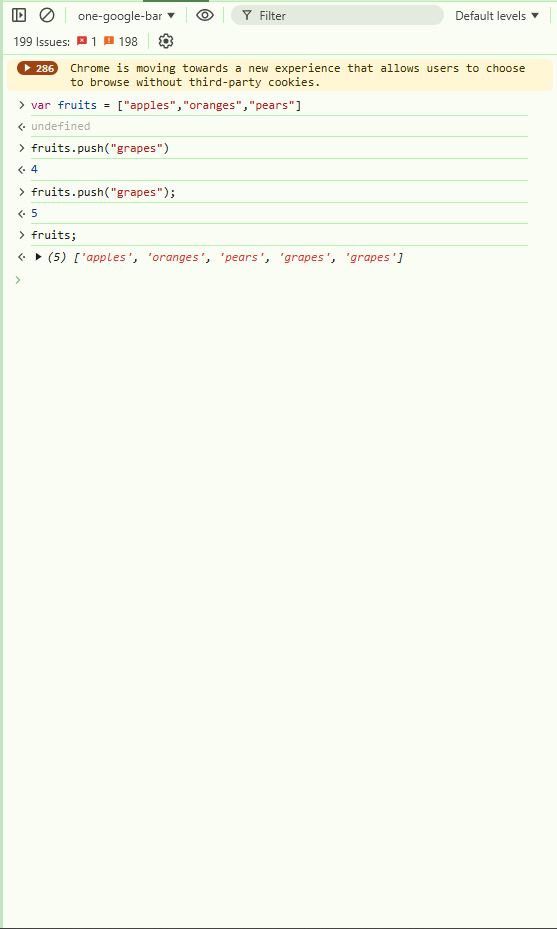 one-google-bar Filter Default levels
199 Issues: 1 198
286 Chrome is moving towards a new experience that allows users to choose
to browse without third-party cookies.
> var fruits = ["apples","oranges","pears"]
undefined
> fruits.push("grapes")
4
> fruits.push("grapes");
5
> fruits;
(5) ['apples', 'oranges', 'pears', 'grapes', 'grapes']
>